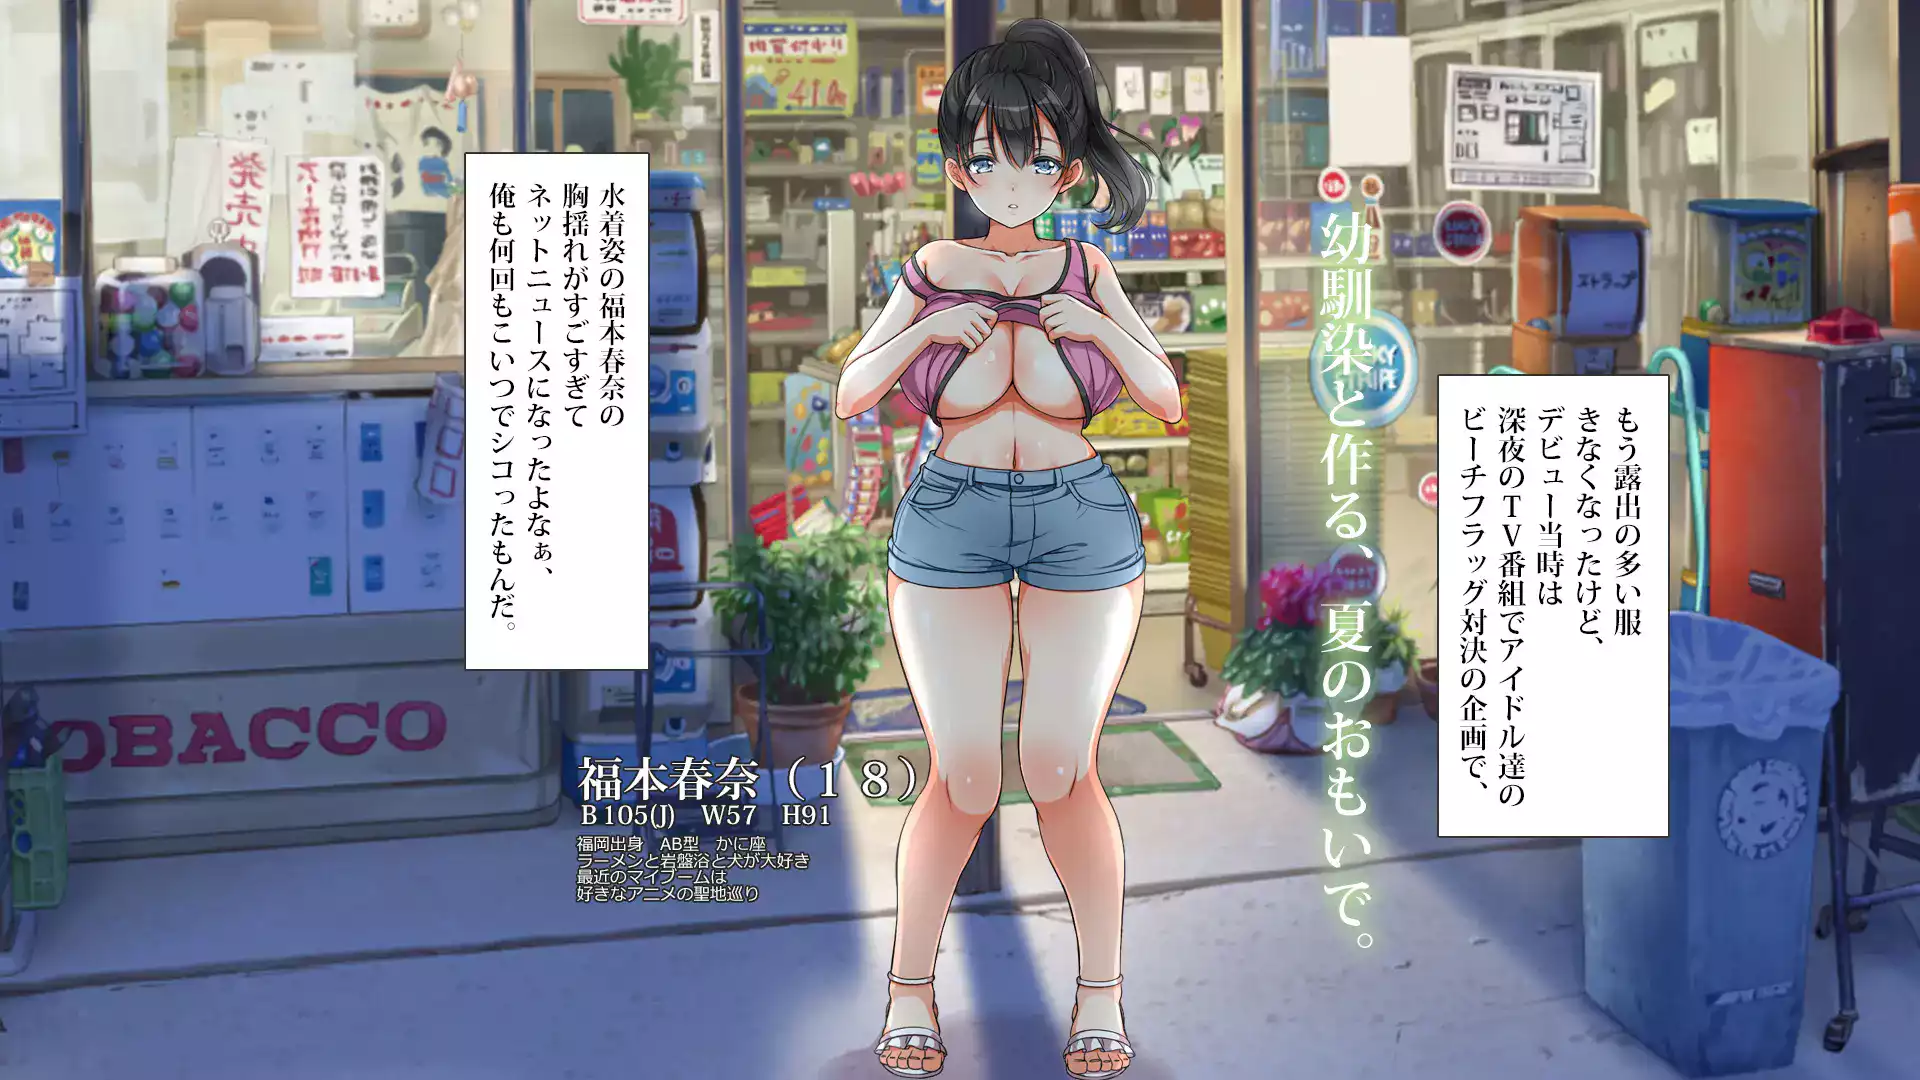 もう露出の多い服
きなくなったけど、
デビュー当時は
深夜のTV番組でアイドル達の
ビーチフラッグ対決の企画で、
幼馴染と作る、夏のおもいで。
水着姿の福本春奈の
胸揺れがすごすぎて
ネットニュースになったよなぁ、
俺も何回もこいつでシコったもんだ。
福本春奈（１８）
B105(J)　W57　H91
福岡出身　AB型　かに座
ラーメンと岩盤浴と犬が大好き
最近のマイブームは
好きなアニメの聖地巡り
OBACCO
ストラップ
発売